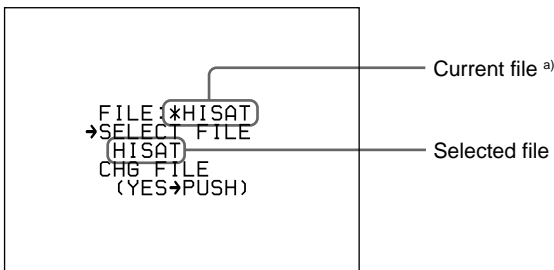 FILE:*HISAT
→SELECT FILE
HISAT
CHG FILE
(YES→PUSH)
Current file a)
Selected file